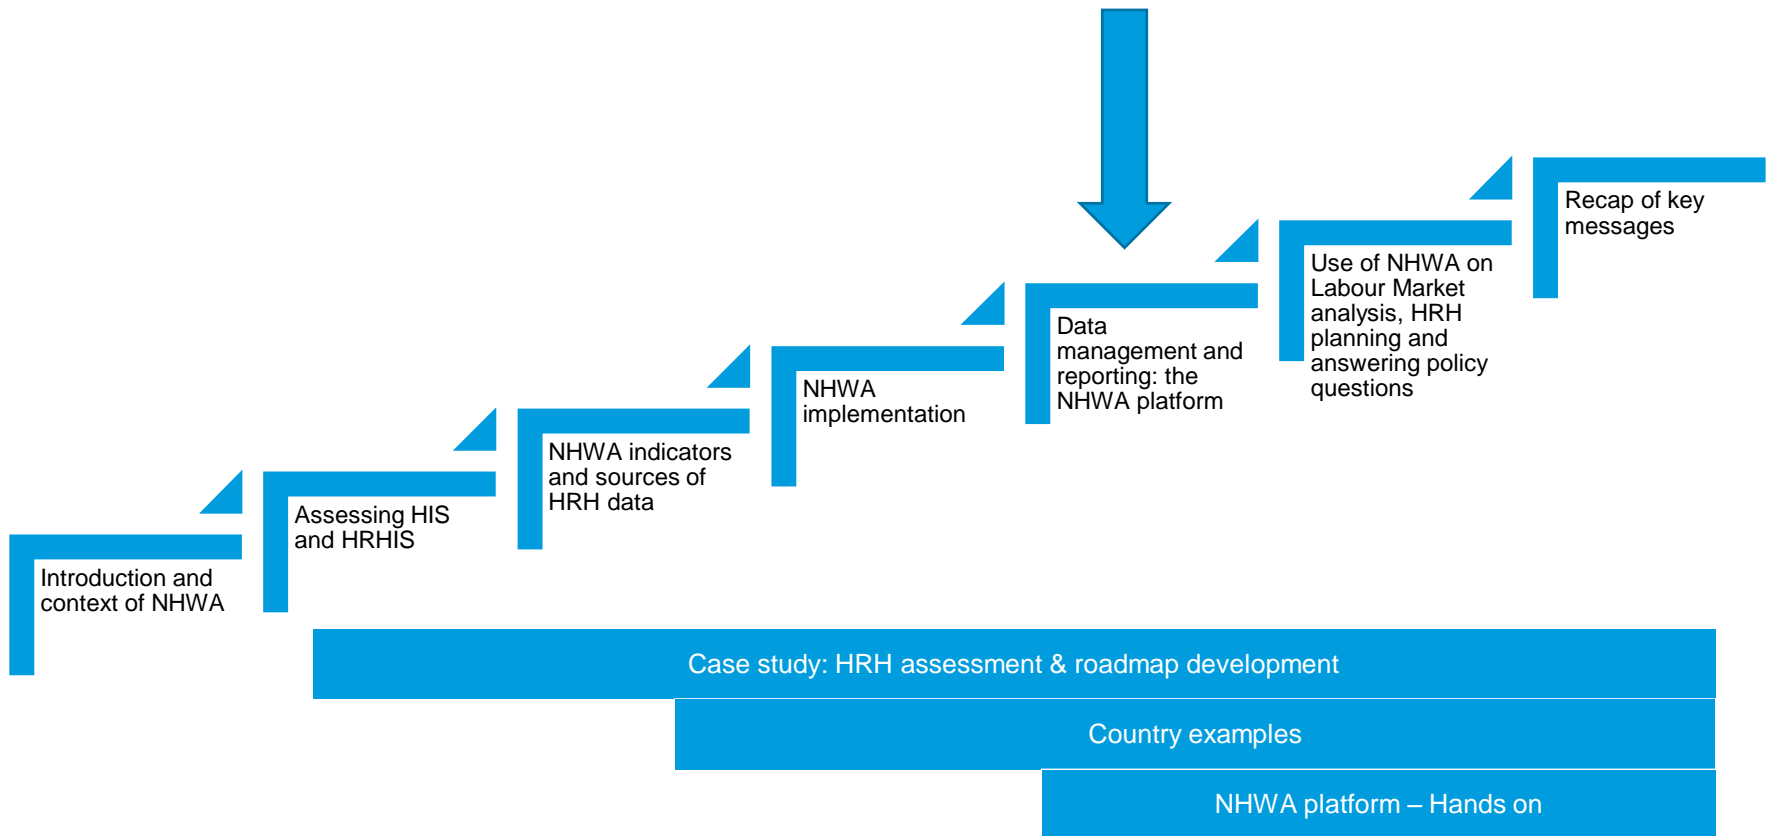 Introduction and
context of NHWA
Assessing HIS
and HRHIS
NHWA indicators
and sources of
HRH data
NHWA
implementation
Data
management and
reporting: the
NHWA platform
Use of NHWA on
Labour Market
analysis, HRH
planning and
answering policy
questions
Recap of key
messages
Case study: HRH assessment & roadmap development
Country examples
NHWA platform – Hands on